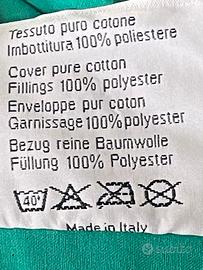 Tessuto puro cotone
Imbottitura 100% poliestere
Cover pure cotton
Fillings 100% polyester
Enveloppe pur coton
Garnissage 100% polyester
Bezug reine Baumwolle
Füllung 100% Polyester
40°
Made in Italy
subito